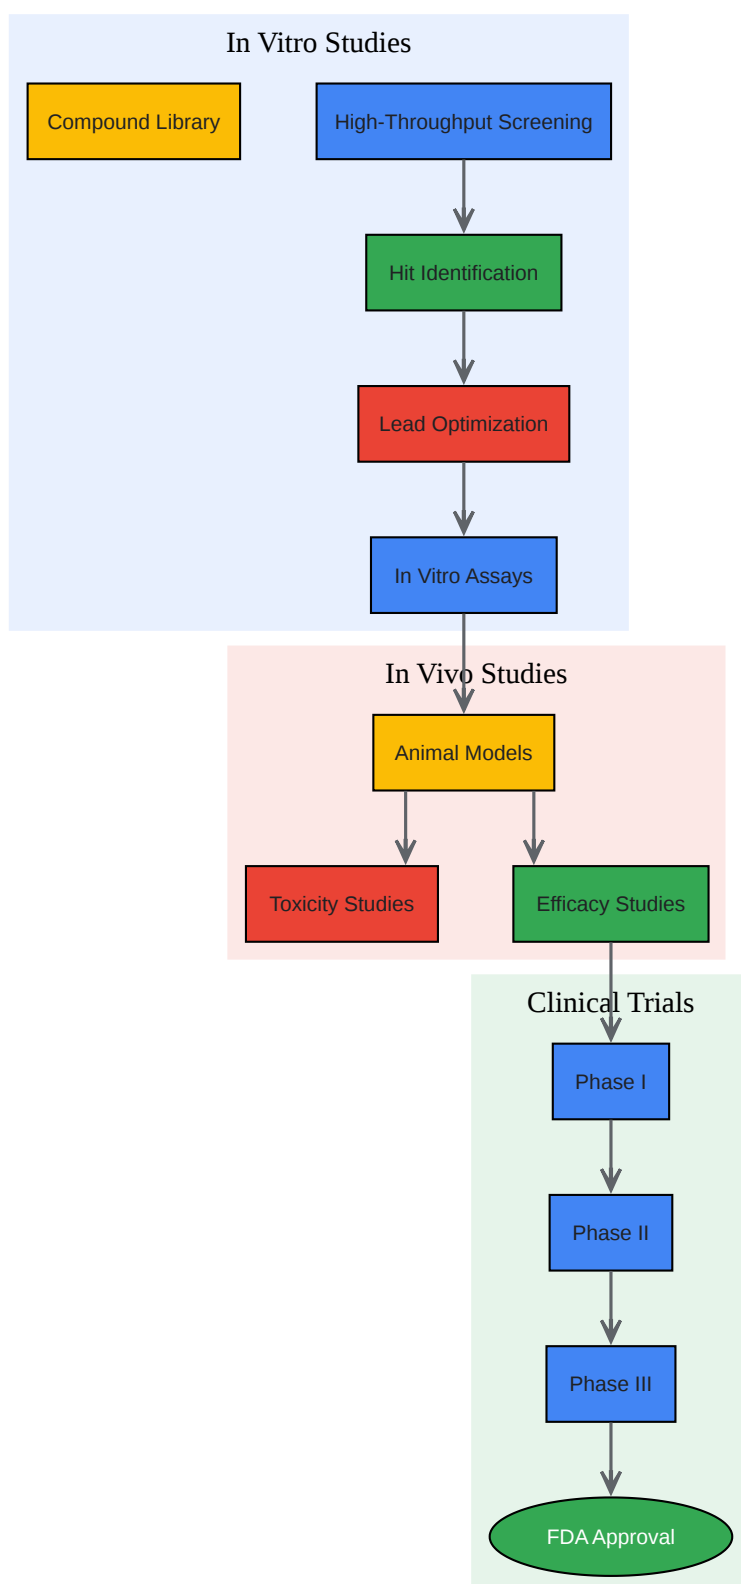 In Vitro Studies
Compound Library
High-Throughput Screening
Hit Identification
Lead Optimization
In Vitro Assays
In Vivo Studies
Animal Models
Toxicity Studies
Efficacy Studies
Clinical Trials
Phase I
Phase II
Phase III
FDA Approval